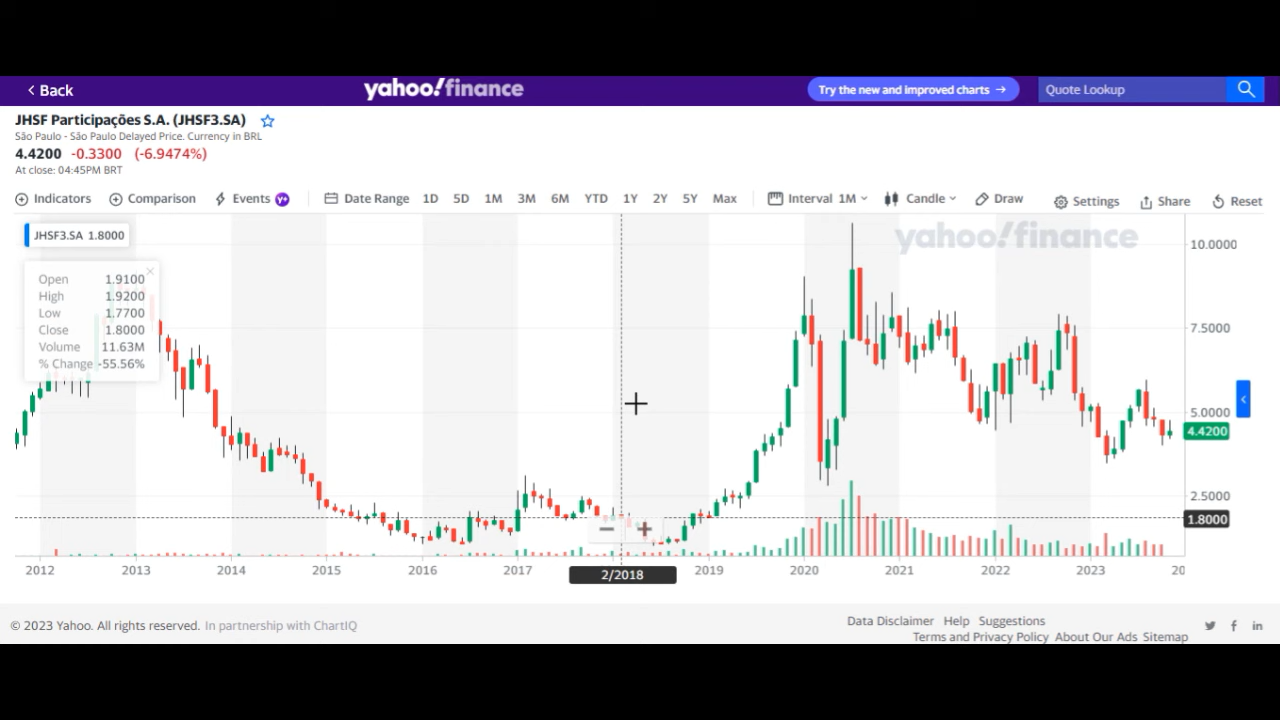 Back yahoo!finance Try the new and improved charts → Quote Lookup
JHSF Participações S.A. (JHSF3.SA)
São Paulo - São Paulo Delayed Price. Currency in BRL
4.4200 -0.3300 (-6.9474%)
At close: 04:45PM BRT
Indicators Comparison Events Y+ Date Range 1D 5D 1M 3M 6M YTD 1Y 2Y 5Y Max Interval 1M Candle Draw Settings Share Reset
JHSF3.SA 1.8000
yahoo!finance
10.0000
Open 1.9100
High 1.9200
Low 1.7700
Close 1.8000
Volume 11.63M
% Change -55.56%
7.5000
5.0000
4.4200
2.5000
1.8000
2012 2013 2014 2015 2016 2017 2/2018 2019 2020 2021 2022 2023 20
© 2023 Yahoo. All rights reserved. In partnership with ChartIQ
Data Disclaimer Help Suggestions
Terms and Privacy Policy About Our Ads Sitemap